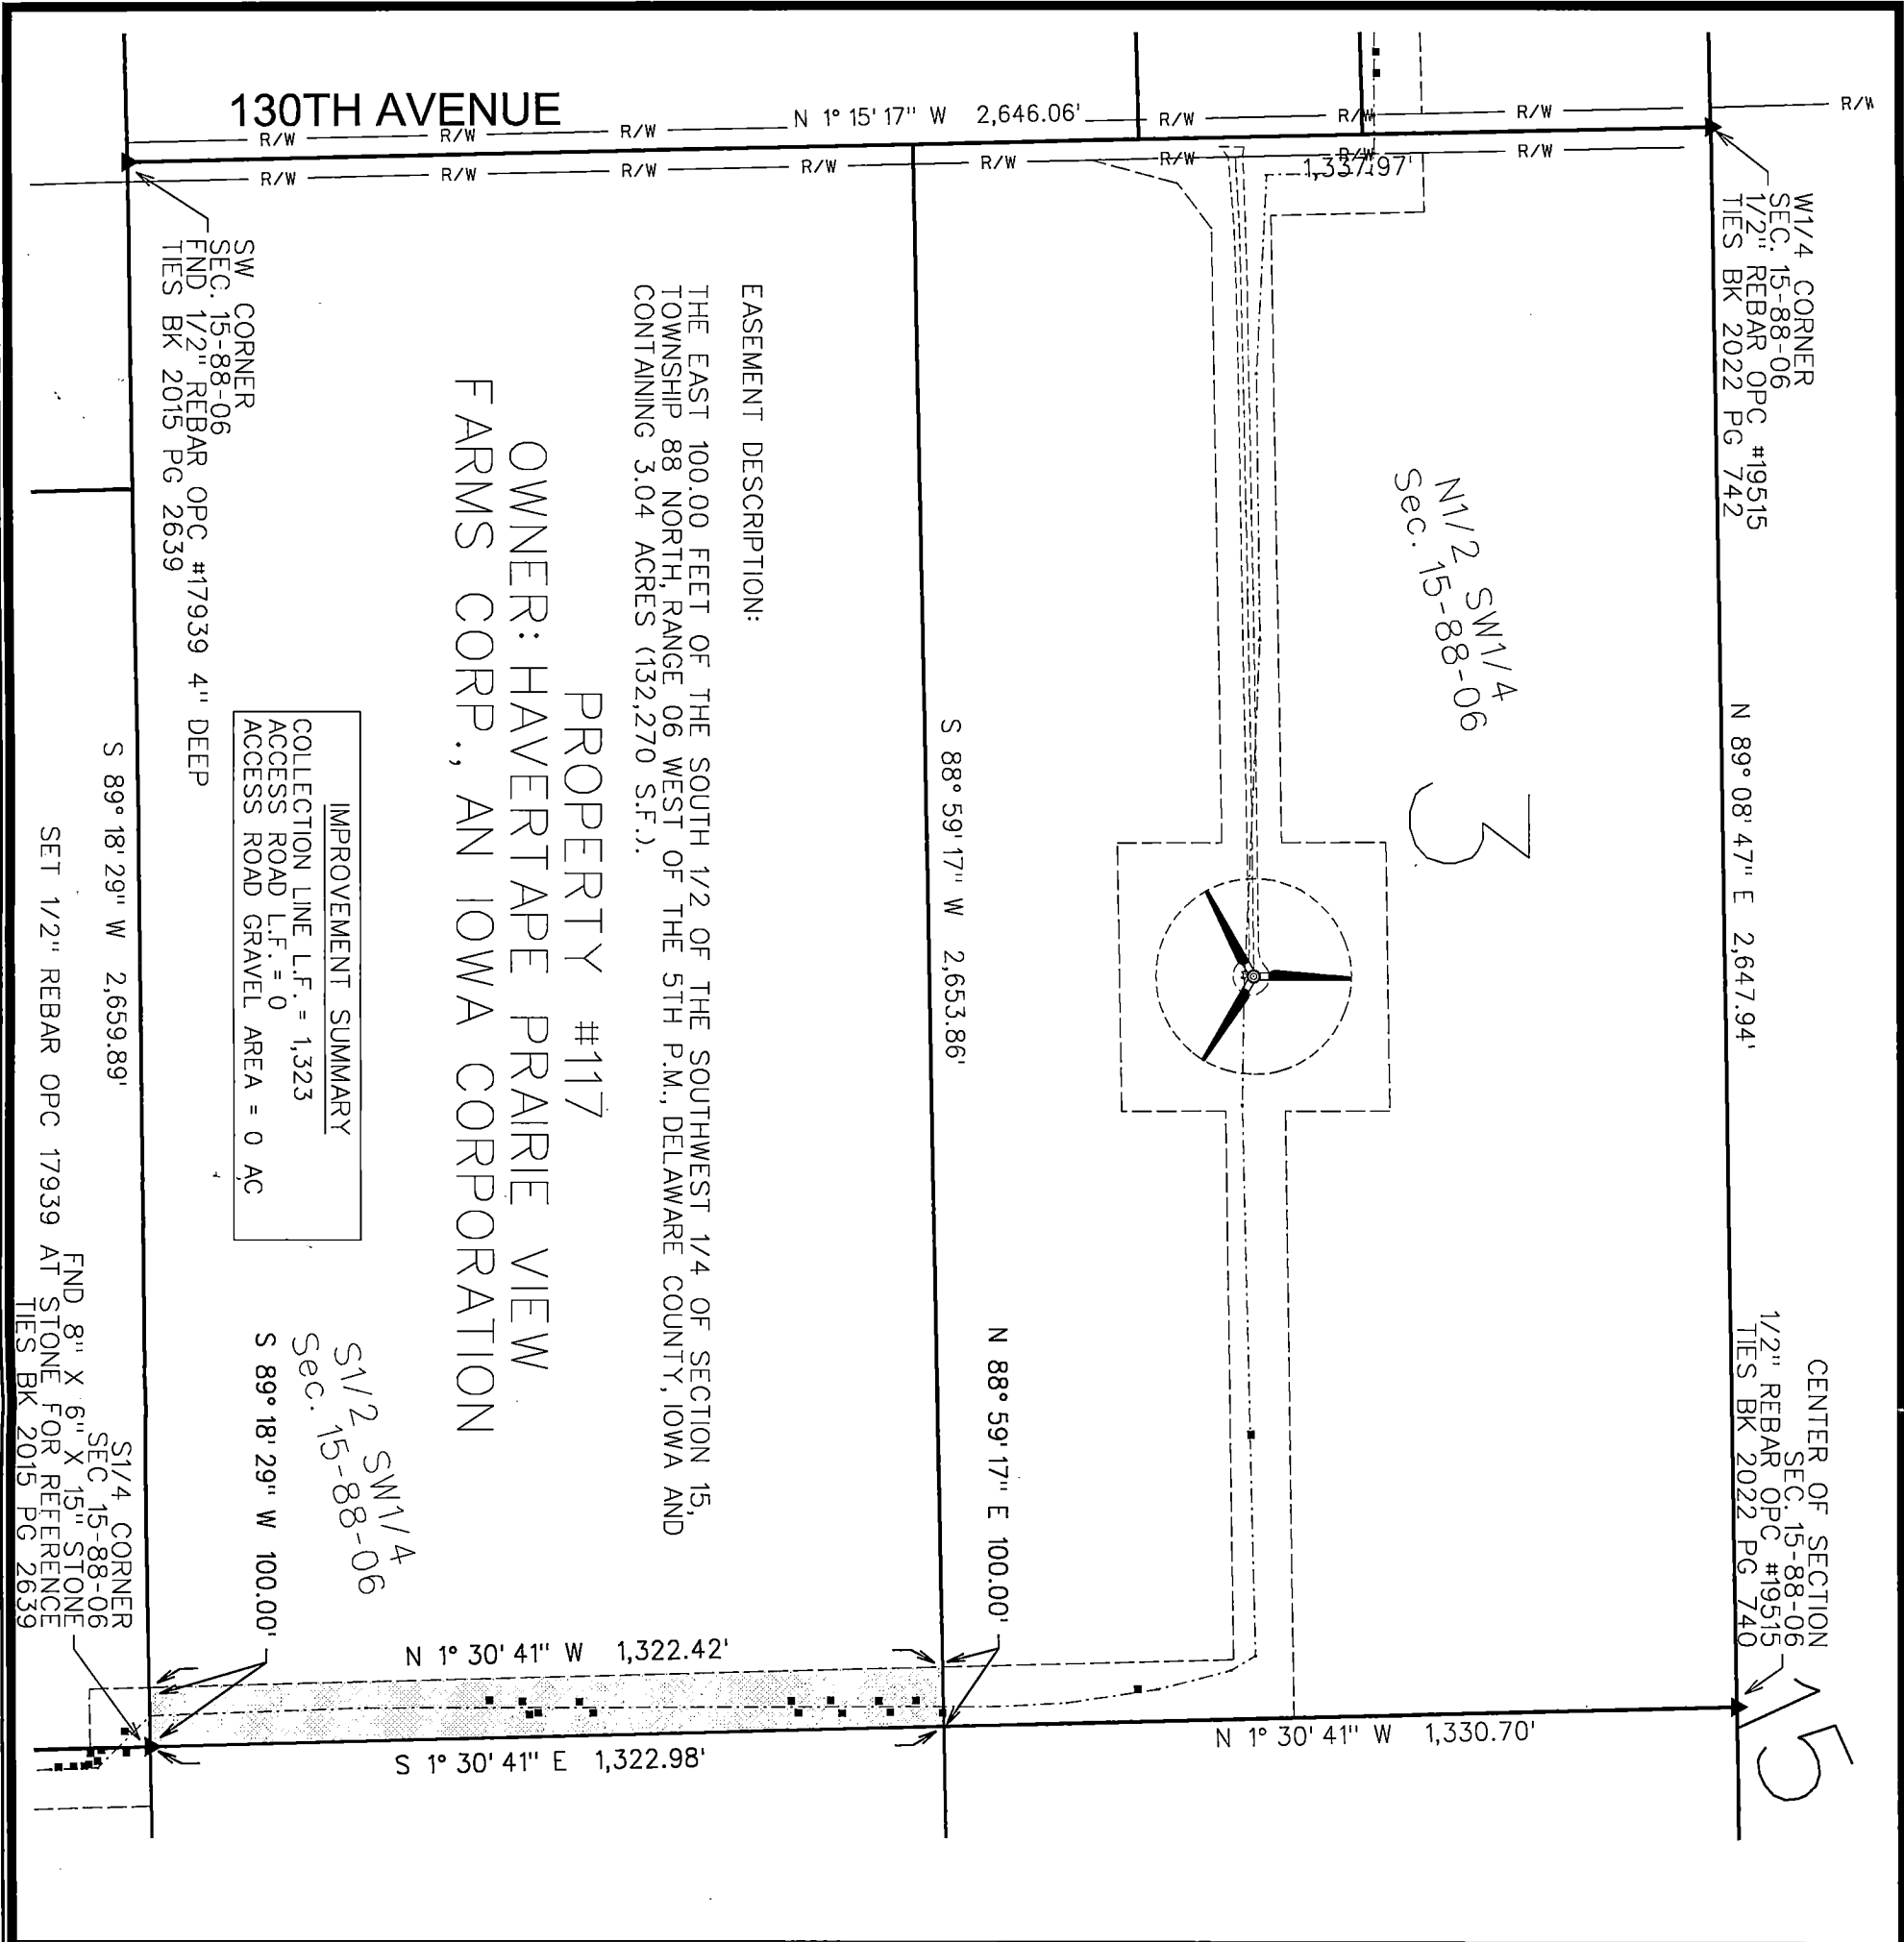 130TH AVENUE
N 1° 15' 17" W 2,646.06'
R/W R/W R/W R/W R/W R/W R/W
R/W R/W R/W R/W R/W R/W R/W R/W
1,337.97'
W1/4 CORNER
SEC. 15-88-06
1/2" REBAR OPC #19515
TIES BK 2022 PG 742
N 89° 08' 47" E 2,647.94'
CENTER OF SECTION
SEC. 15-88-06
1/2" REBAR OPC #19515
TIES BK 2022 PG 740
15
N1/2 SW1/4
Sec. 15-88-06
3
N 1° 30' 41" W 1,330.70'
S 88° 59' 17" W 2,653.86'
N 88° 59' 17" E 100.00'
EASEMENT DESCRIPTION:
THE EAST 100.00 FEET OF THE SOUTH 1/2 OF THE SOUTHWEST 1/4 OF SECTION 15,
TOWNSHIP 88 NORTH, RANGE 06 WEST OF THE 5TH P.M., DELAWARE COUNTY, IOWA AND
CONTAINING 3.04 ACRES (132,270 S.F.).
PROPERTY #117
OWNER: HAVERTAPE PRAIRIE VIEW
FARMS CORP., AN IOWA CORPORATION
N 1° 30' 41" W 1,322.42'
S 1° 30' 41" E 1,322.98'
S1/2 SW1/4
Sec. 15-88-06
IMPROVEMENT SUMMARY
COLLECTION LINE L.F. = 1,323
ACCESS ROAD L.F. = 0
ACCESS ROAD GRAVEL AREA = 0 AC
S 89° 18' 29" W 100.00'
SW CORNER
SEC. 15-88-06
FND 1/2" REBAR OPC #17939 4" DEEP
TIES BK 2015 PG 2639
S 89° 18' 29" W 2,659.89'
S1/4 CORNER
SEC 15-88-06
FND 8" X 6" X 15" STONE
SET 1/2" REBAR OPC 17939 AT STONE FOR REFERENCE
TIES BK 2015 PG 2639